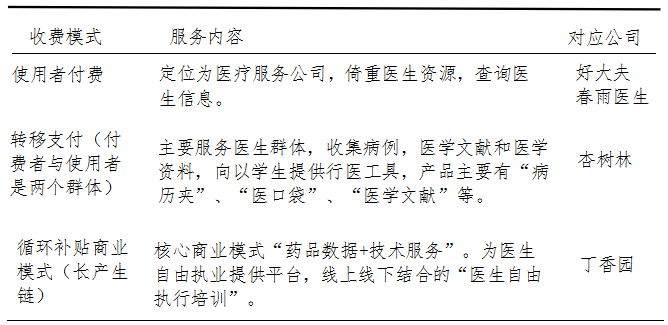 收费模式 服务内容 对应公司
使用者付费 定位为医疗服务公司，倚重医生资源，查询医 好大夫
生信息。 春雨医生
转移支付（付 主要服务医生群体，收集病例，医学文献和医学
费者与使用者 资料，向以学生提供行医工具，产品主要有“病 杏树林
是两个群体） 历夹”、“医口袋”、“医学文献”等。
循环补贴商业 核心商业模式“药品数据+技术服务”。为医生
模式（长产生 自由执业提供平台，线上线下结合的“医生自由 丁香园
链） 执行培训”。